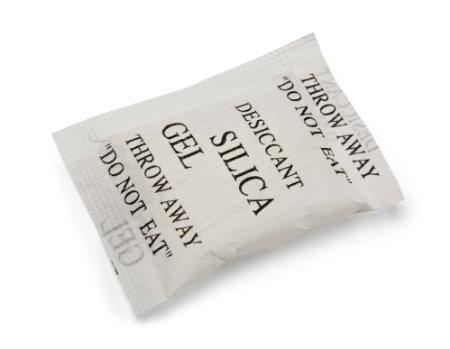 THROW AWAY
"DO NOT EAT"
DESICCANT
SILICA
GEL
THROW AWAY
"DO NOT EAT"